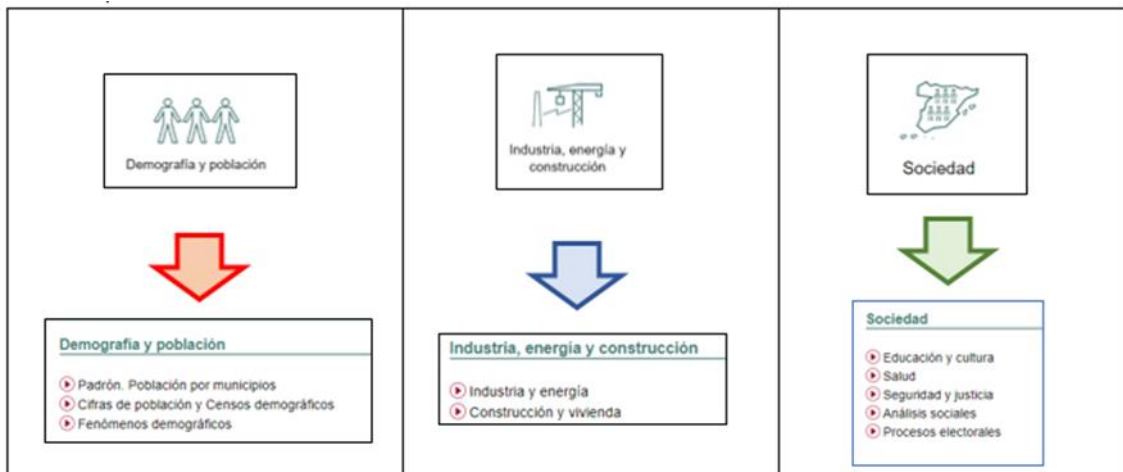 Demografía y población
Industria, energía y
construcción
Sociedad
Demografía y población
Padrón. Población por municipios
Cifras de población y Censos demográficos
Fenómenos demográficos
Industria, energía y construcción
Industria y energía
Construcción y vivienda
Sociedad
Educación y cultura
Salud
Seguridad y justicia
Análisis sociales
Procesos electorales